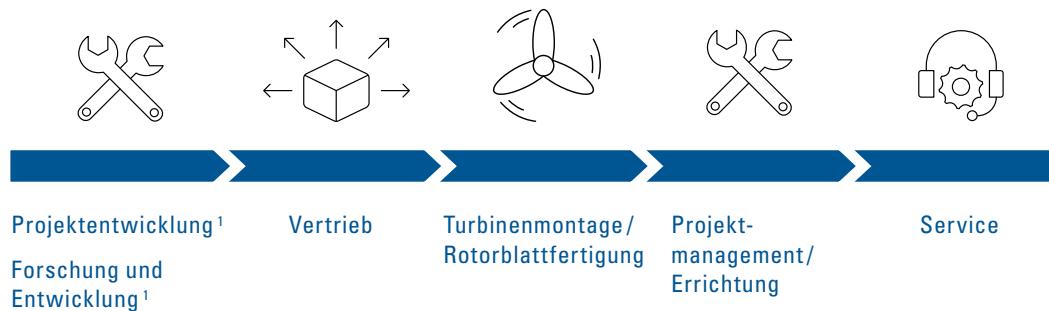 Projektentwicklung ¹
Forschung und
Entwicklung ¹
Vertrieb
Turbinenmontage /
Rotorblattfertigung
Projekt-
management/
Errichtung
Service